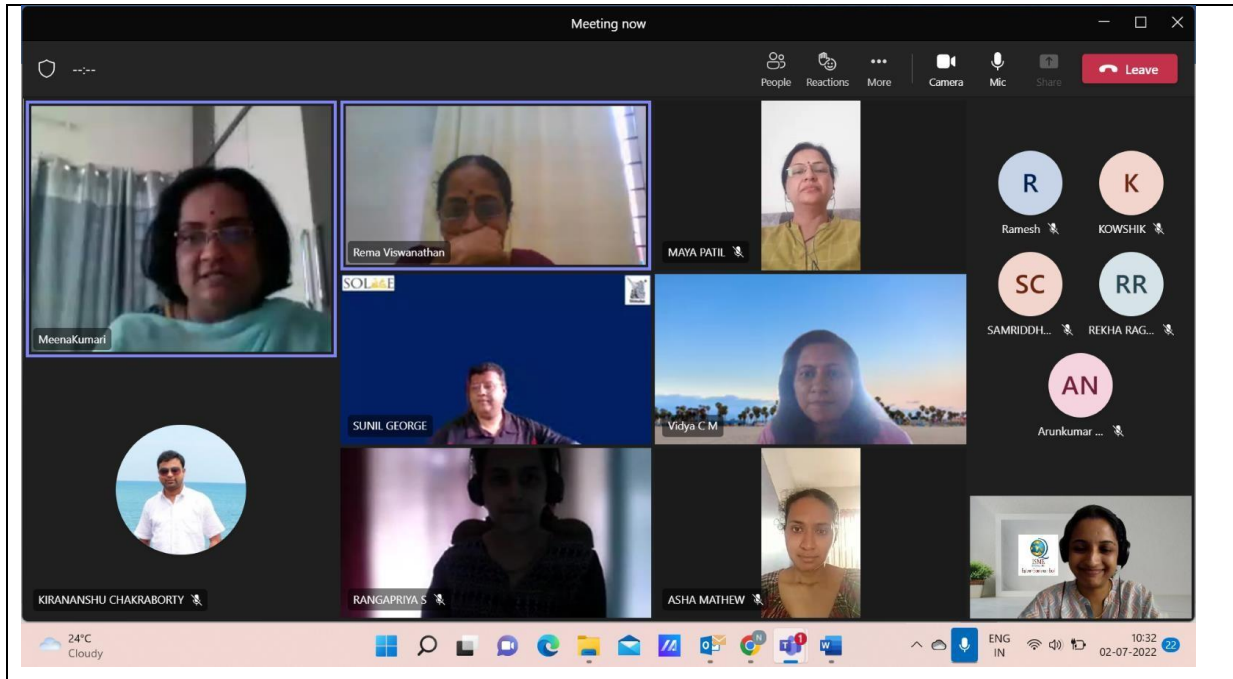 Meeting now
--:--
People
Reactions
More
Camera
Mic
Share
Leave
MeenaKumari
Rema Viswanathan
MAYA PATIL
R
Ramesh
K
KOWSHIK
SC
SAMRIDDH...
RR
REKHA RAG...
AN
Arunkumar ...
SUNIL GEORGE
Vidya C M
KIRANANSHU CHAKRABORTY
RANGAPRIYA S
ASHA MATHEW
24°C
Cloudy
N
1
ENG
IN
10:32
02-07-2022
22